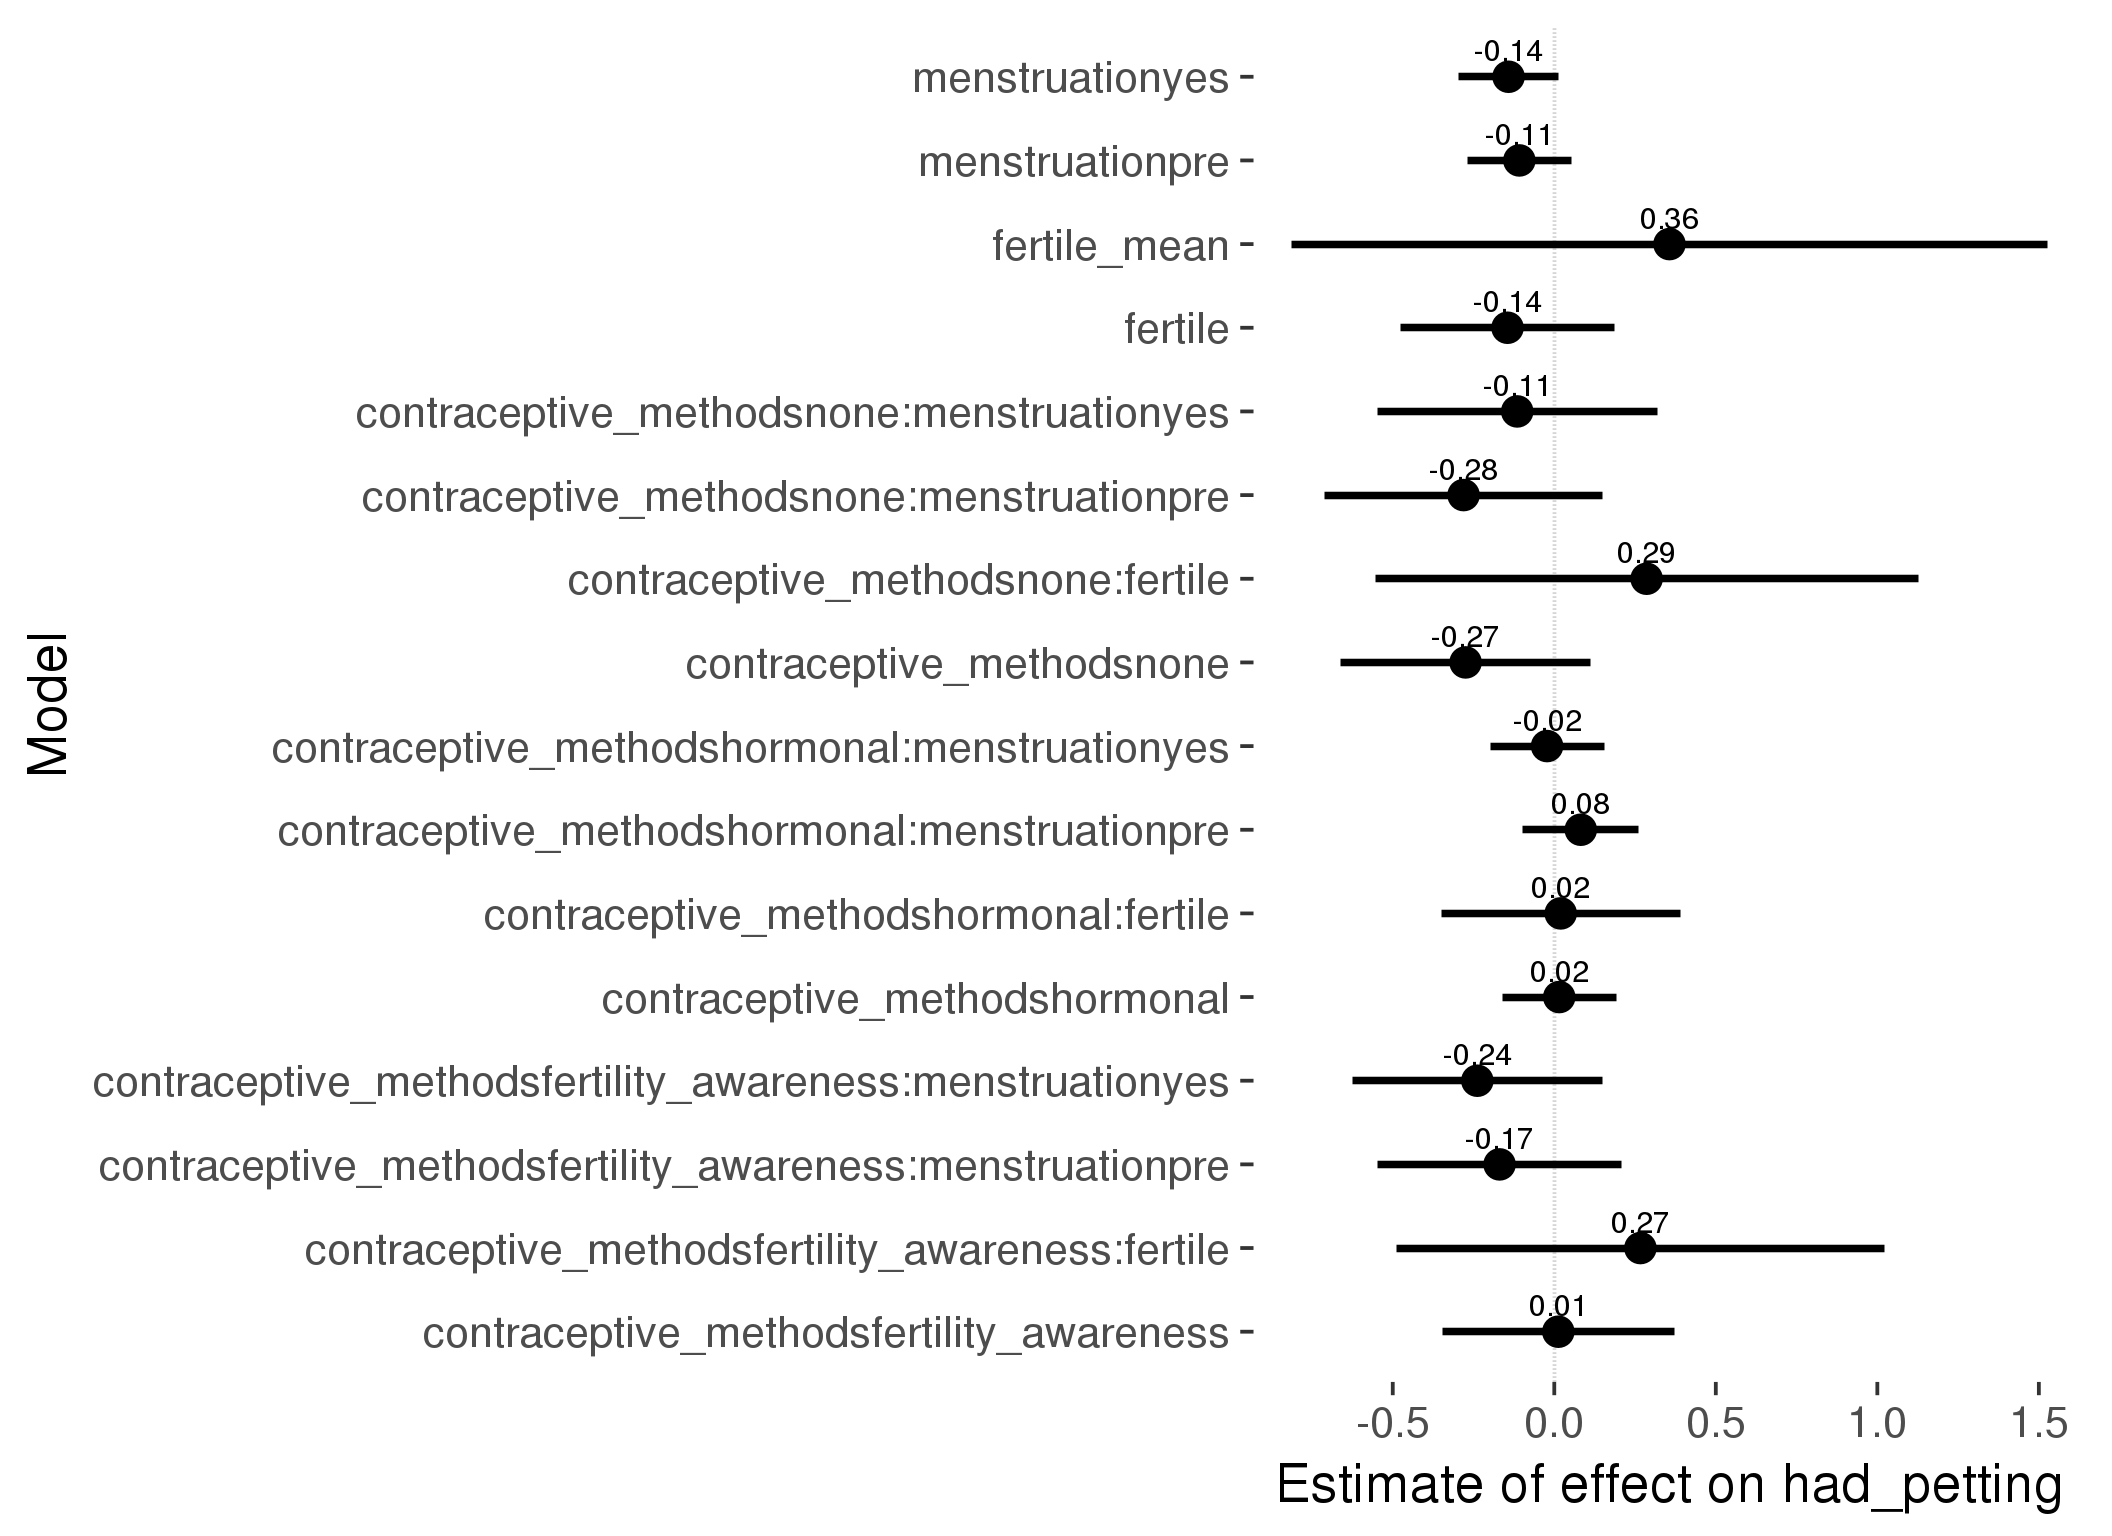 menstruationyes -0.14
menstruationpre -0.11
fertile_mean 0.36
fertile -0.14
contraceptive_methodsnone:menstruationyes -0.11
contraceptive_methodsnone:menstruationpre -0.28
contraceptive_methodsnone:fertile 0.29
contraceptive_methodsnone -0.27
contraceptive_methodshormonal:menstruationyes -0.02
contraceptive_methodshormonal:menstruationpre 0.08
contraceptive_methodshormonal:fertile 0.02
contraceptive_methodshormonal 0.02
contraceptive_methodsfertility_awareness:menstruationyes -0.24
contraceptive_methodsfertility_awareness:menstruationpre -0.17
contraceptive_methodsfertility_awareness:fertile 0.27
contraceptive_methodsfertility_awareness 0.01
Model
-0.5 0.0 0.5 1.0 1.5
Estimate of effect on had_petting